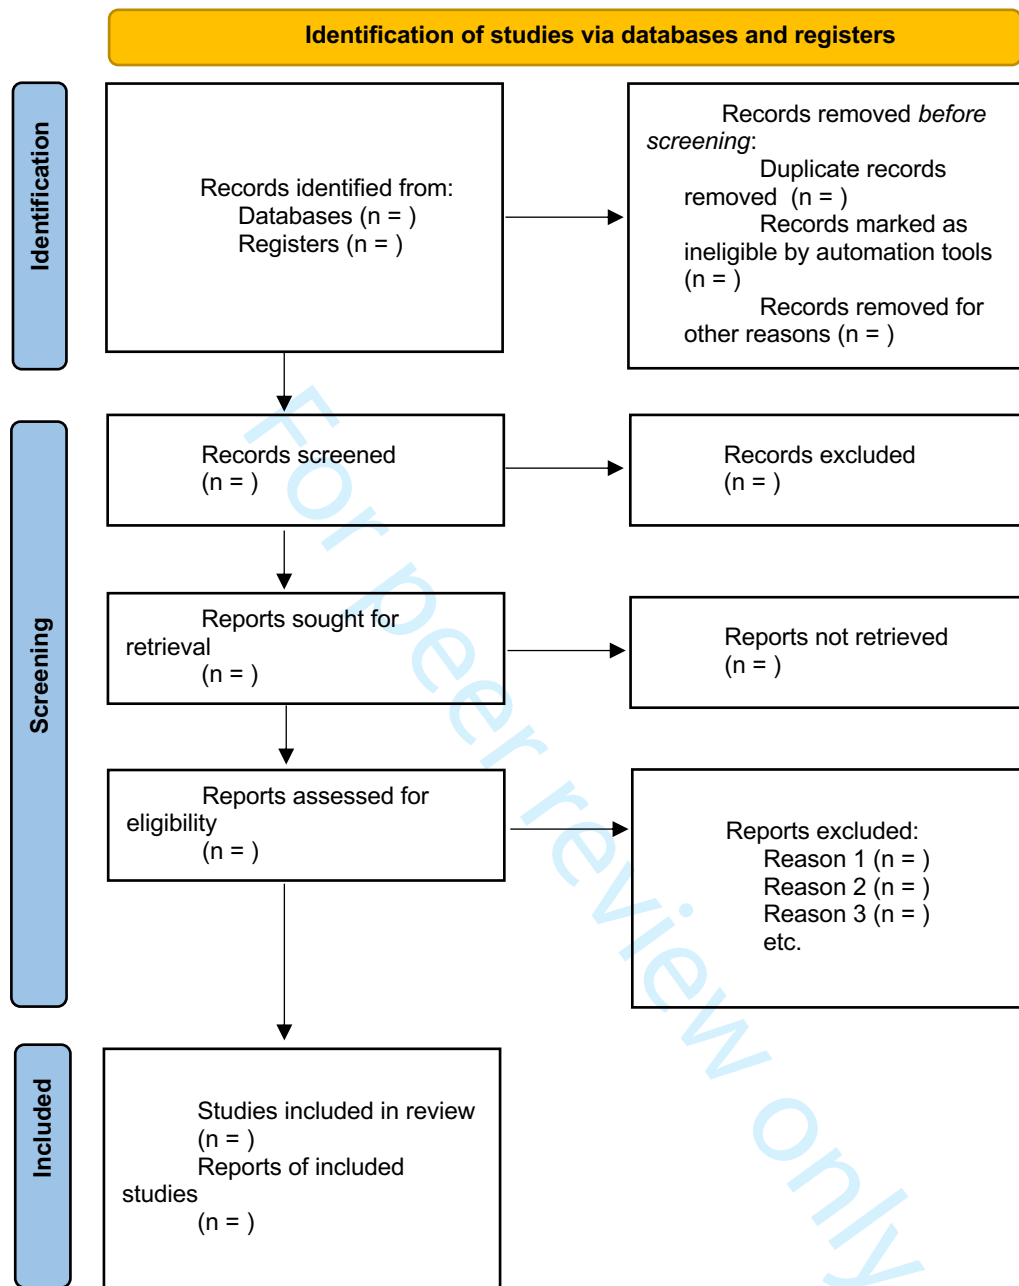 Identification of studies via databases and registers
Identification
Records identified from:
Databases (n = )
Registers (n = )
Records removed before
screening:
Duplicate records
removed  (n = )
Records marked as
ineligible by automation tools
(n = )
Records removed for
other reasons (n = )
Screening
Records screened
(n = )
Records excluded
(n = )
Reports sought for
retrieval
(n = )
Reports not retrieved
(n = )
Reports assessed for
eligibility
(n = )
Reports excluded:
Reason 1 (n = )
Reason 2 (n = )
Reason 3 (n = )
etc.
Included
Studies included in review
(n = )
Reports of included
studies
(n = )
For peer review only